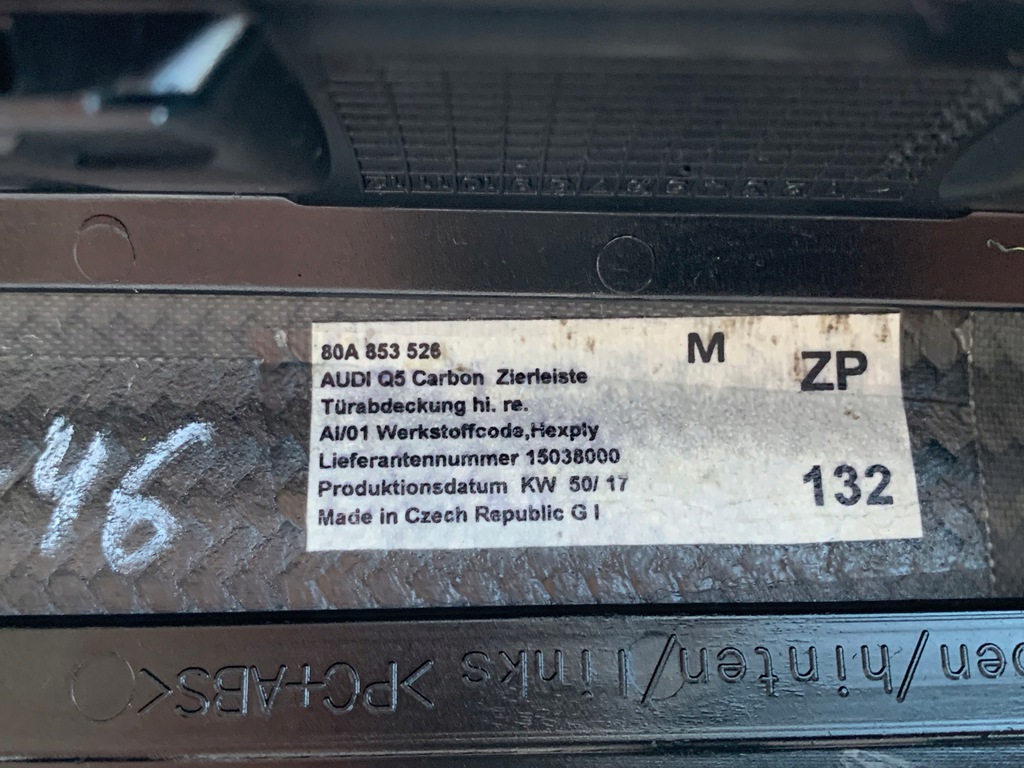 80A 853 526
M
ZP
AUDI Q5 Carbon Zierleiste
Türabdeckung hi. re.
AI/01 Werkstoffcode,Hexply
Lieferantennummer 15038000
Produktionsdatum KW 50/ 17
132
Made in Czech Republic G I
46
ben/hinten/links >PC+ABS<